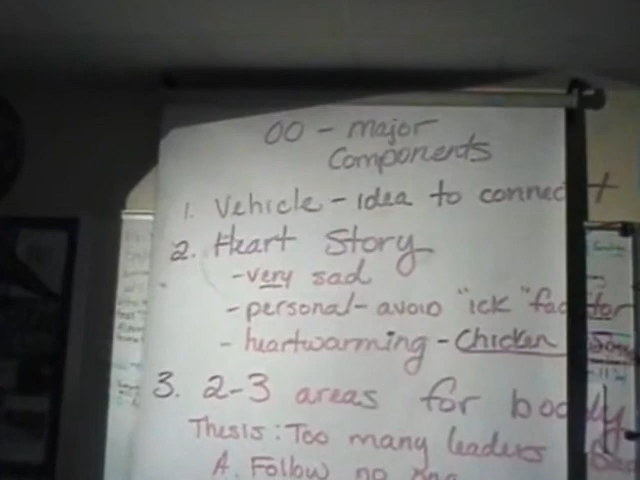 OO - major
Components
1. Vehicle - idea to connect
2. Heart Story
- very sad
- personal - avoid "ick" factor
- heartwarming - Chicken
3. 2-3 areas for body
Thesis: Too many leaders
A. Follow no one